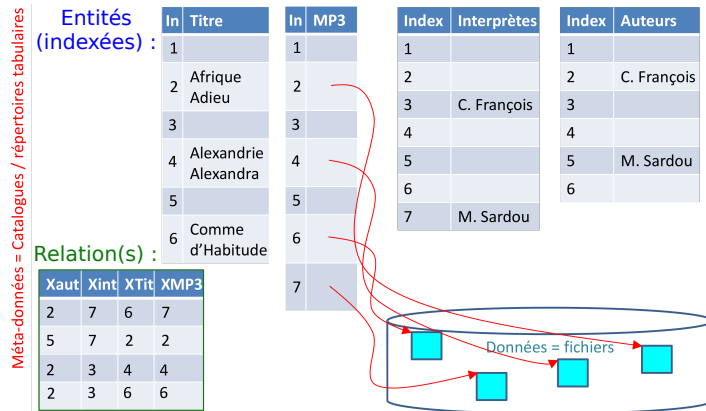 Méta-données = Catalogues / répertoires tabulaires
Entités
(indexées) :
In Titre
1
2 Afrique
Adieu
3
4 Alexandrie
Alexandra
5
6 Comme
d'Habitude
In MP3
1
2
3
4
5
6
7
Index Interprètes
1
2
3 C. François
4
5
6
7 M. Sardou
Index Auteurs
1
2 C. François
3
4
5 M. Sardou
6
Relation(s) :
Xaut Xint XTit XMP3
2 7 6 7
5 7 2 2
2 3 4 4
2 3 6 6
Données = fichiers